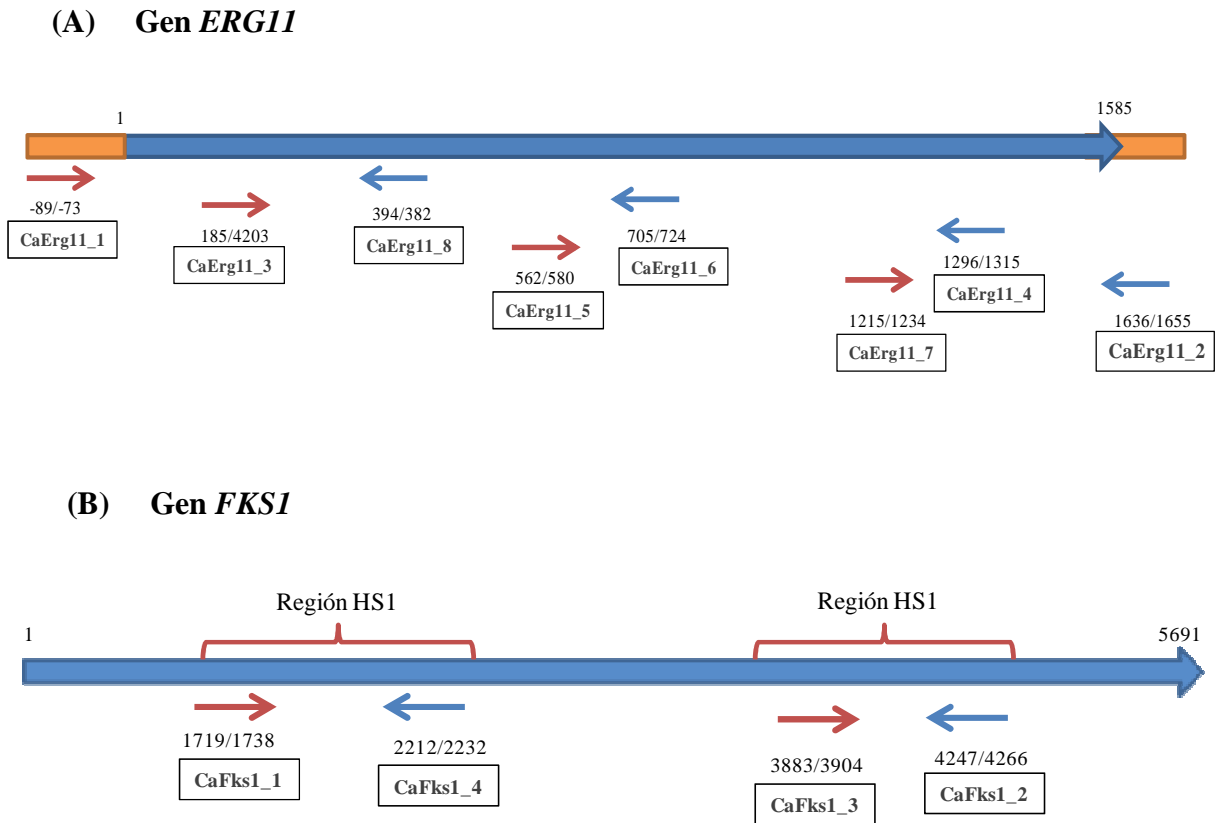 (A) Gen ERG11
1
1585
-89/-73
CaErg11_1
185/4203
CaErg11_3
394/382
CaErg11_8
562/580
CaErg11_5
705/724
CaErg11_6
1215/1234
CaErg11_7
1296/1315
CaErg11_4
1636/1655
CaErg11_2
(B) Gen FKS1
Región HS1
Región HS1
1
5691
1719/1738
CaFks1_1
2212/2232
CaFks1_4
3883/3904
CaFks1_3
4247/4266
CaFks1_2